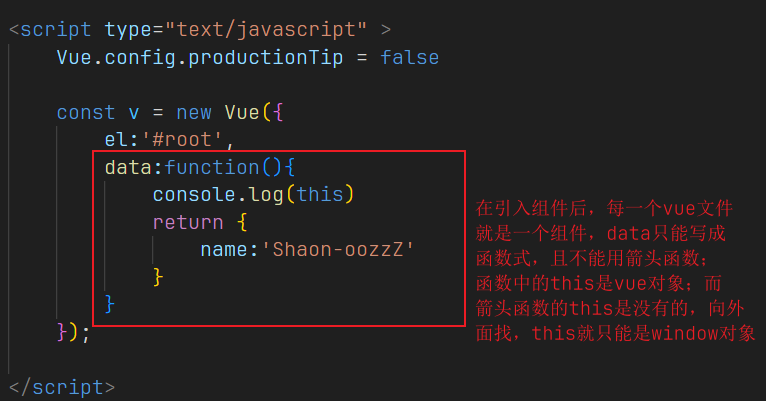 <script type="text/javascript" >
Vue.config.productionTip = false
const v = new Vue({
el:'#root',
data:function(){
console.log(this)
return {
name:'Shaon-oozzZ'
}
}
});
</script>
在引入组件后，每一个vue文件
就是一个组件，data只能写成
函数式，且不能用箭头函数；
函数中的this是vue对象；而
箭头函数的this是没有的，向外
面找，this就只能是window对象